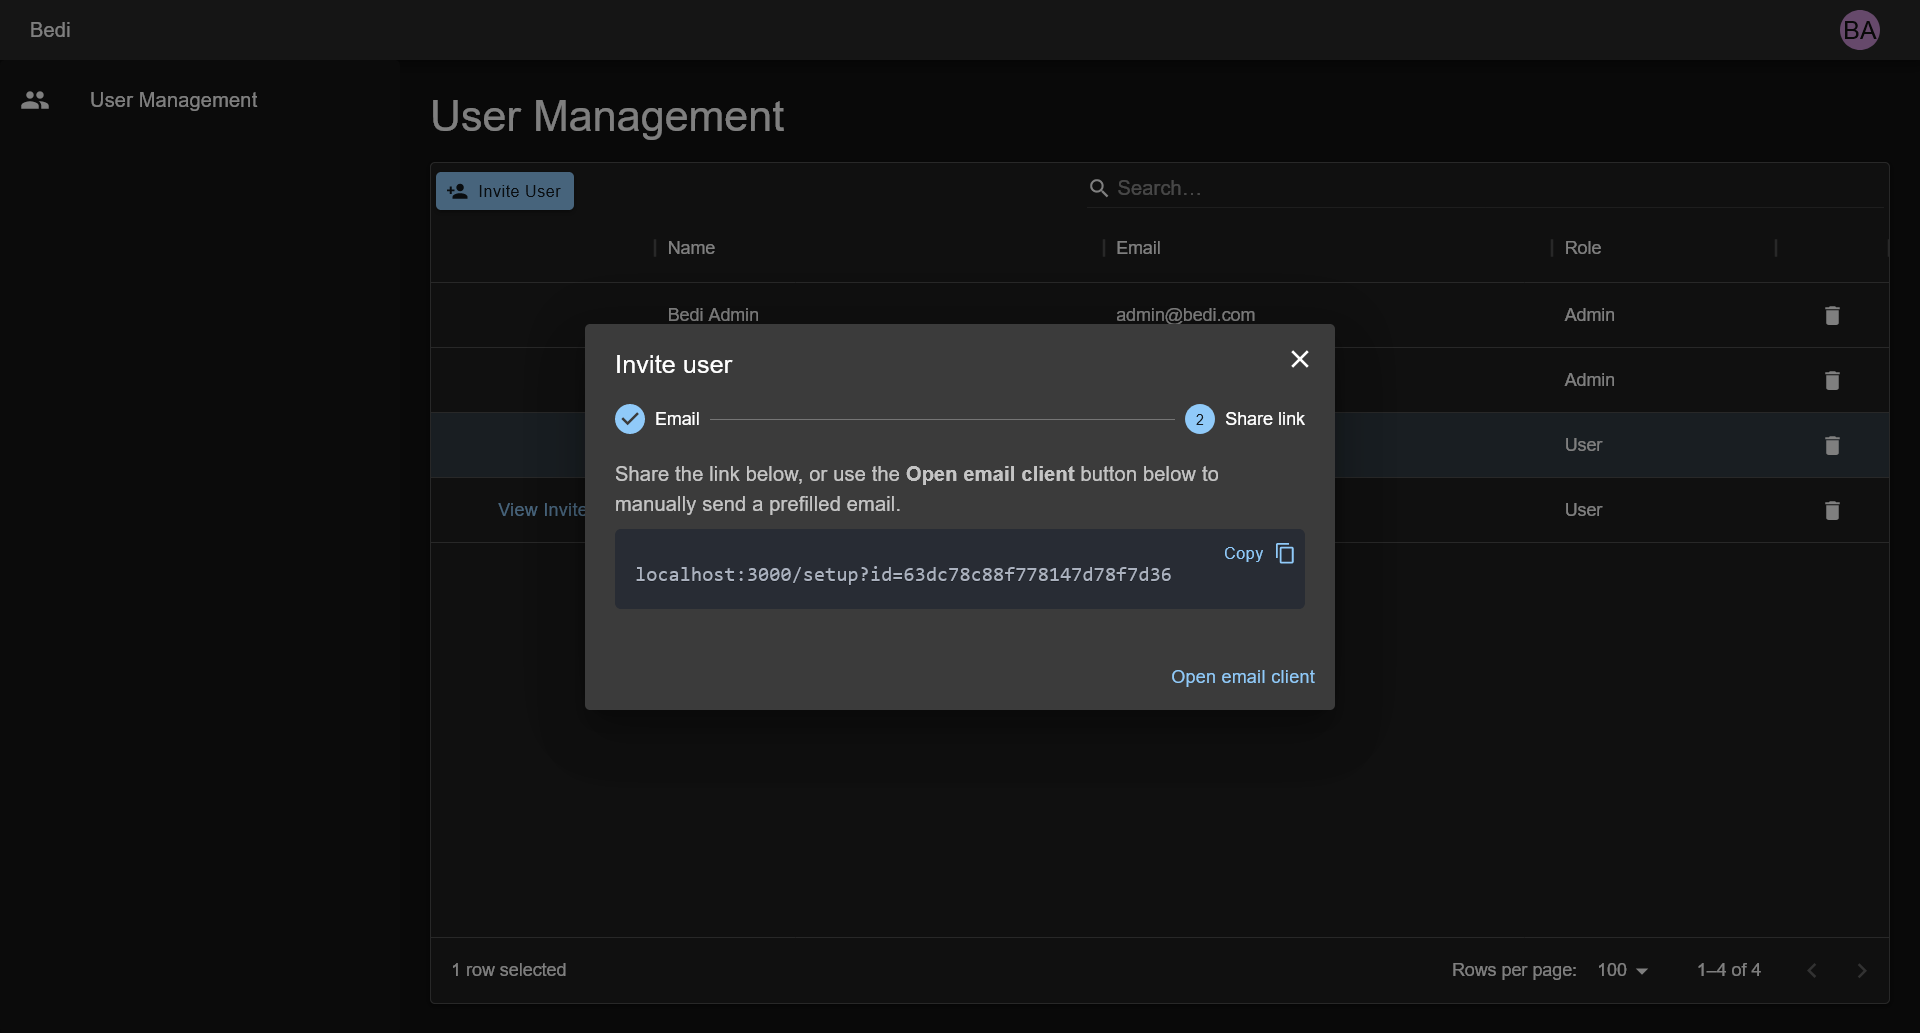 Bedi
BA
User Management
User Management
Invite User
Search…
Name
Email
Role
Bedi Admin
admin@bedi.com
Admin
Admin
User
View Invite
User
Invite user
Email
2
Share link
Share the link below, or use the Open email client button below to
manually send a prefilled email.
Copy
localhost:3000/setup?id=63dc78c88f778147d78f7d36
Open email client
1 row selected
Rows per page:
100
1–4 of 4